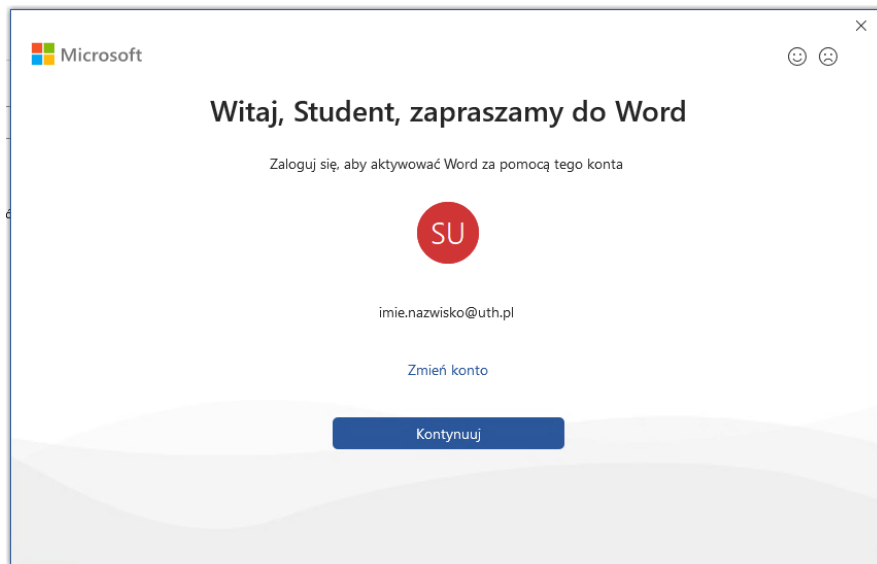 Microsoft
Witaj, Student, zapraszamy do Word
Zaloguj się, aby aktywować Word za pomocą tego konta
SU
imie.nazwisko@uth.pl
Zmień konto
Kontynuuj